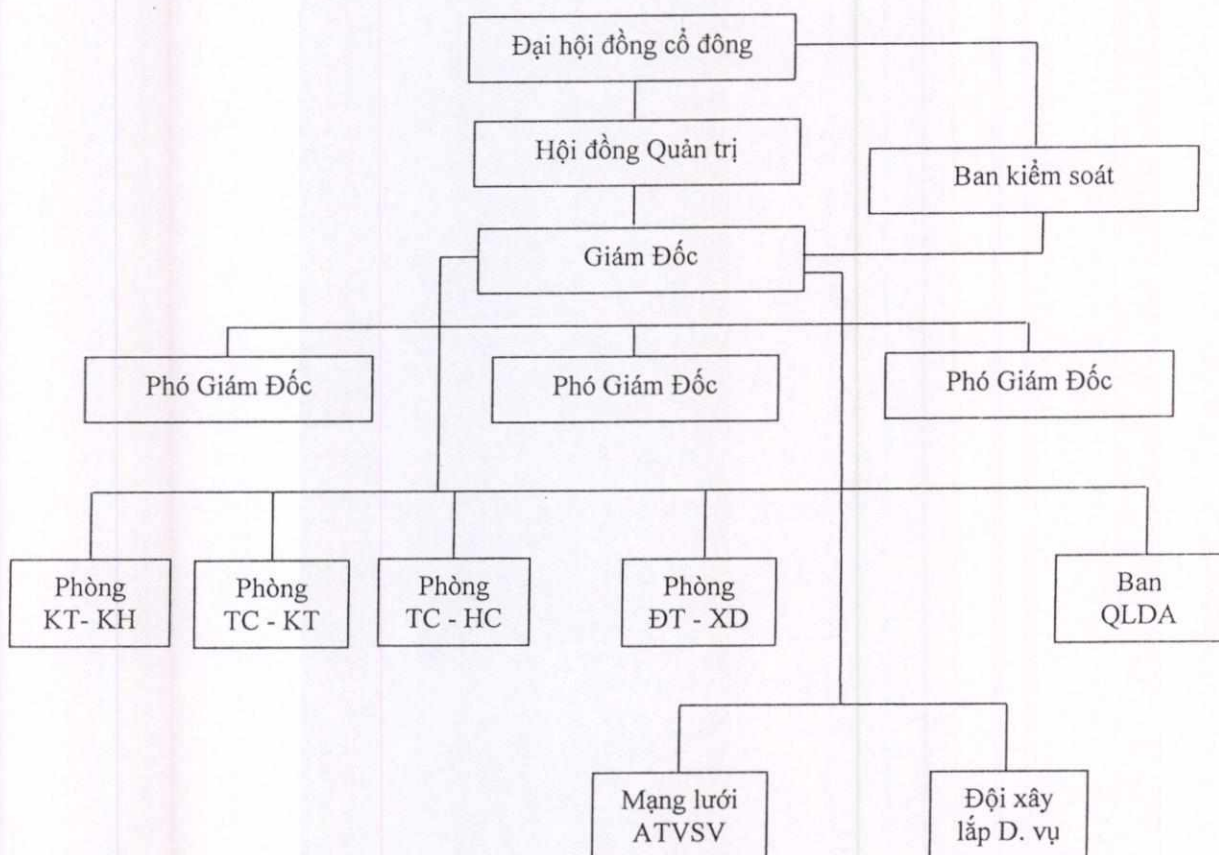 Đại hội đồng cổ đông
Hội đồng Quản trị
Ban kiểm soát
Giám Đốc
Phó Giám Đốc
Phó Giám Đốc
Phó Giám Đốc
Phòng
KT- KH
Phòng
TC - KT
Phòng
TC - HC
Phòng
ĐT - XD
Ban
QLDA
Mạng lưới
ATVSV
Đội xây
lắp D. vụ